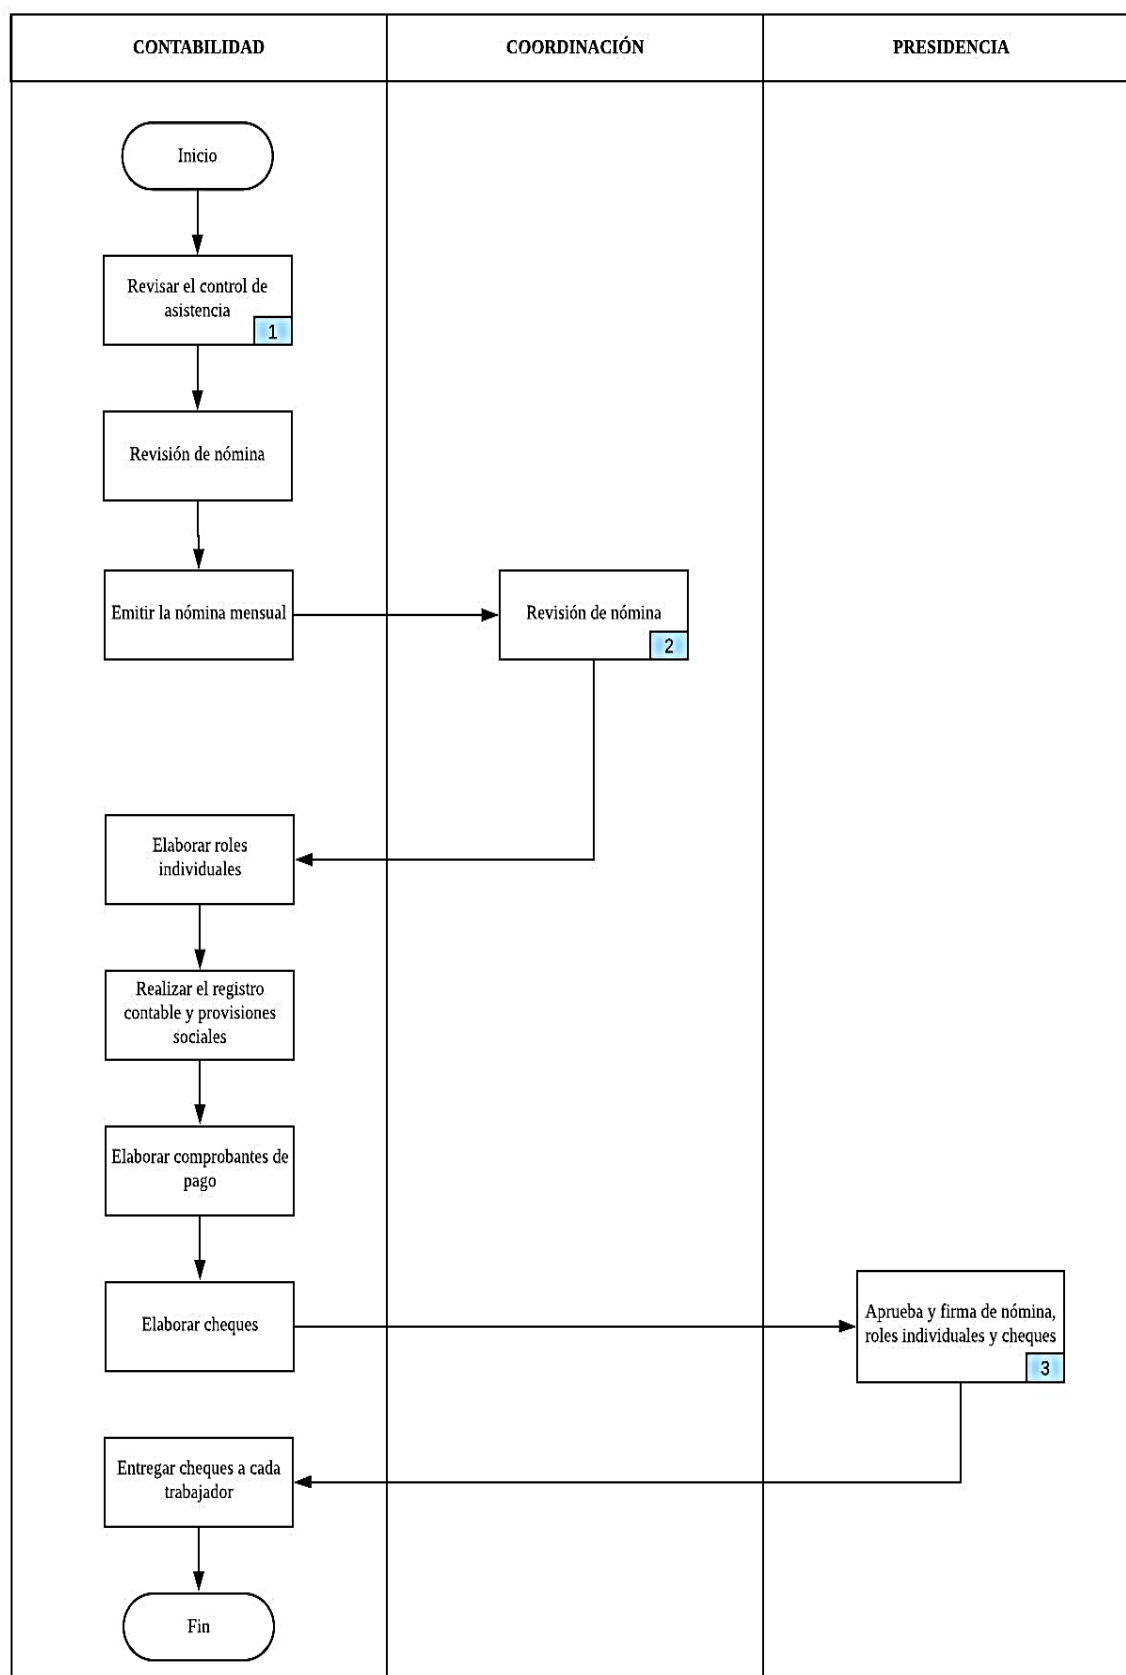 CONTABILIDAD
COORDINACIÓN
PRESIDENCIA
Inicio
Revisar el control de
asistencia
1
Revisión de nómina
Emitir la nómina mensual
Revisión de nómina
2
Elaborar roles
individuales
Realizar el registro
contable y provisiones
sociales
Elaborar comprobantes de
pago
Elaborar cheques
Aprueba y firma de nómina,
roles individuales y cheques
3
Entregar cheques a cada
trabajador
Fin